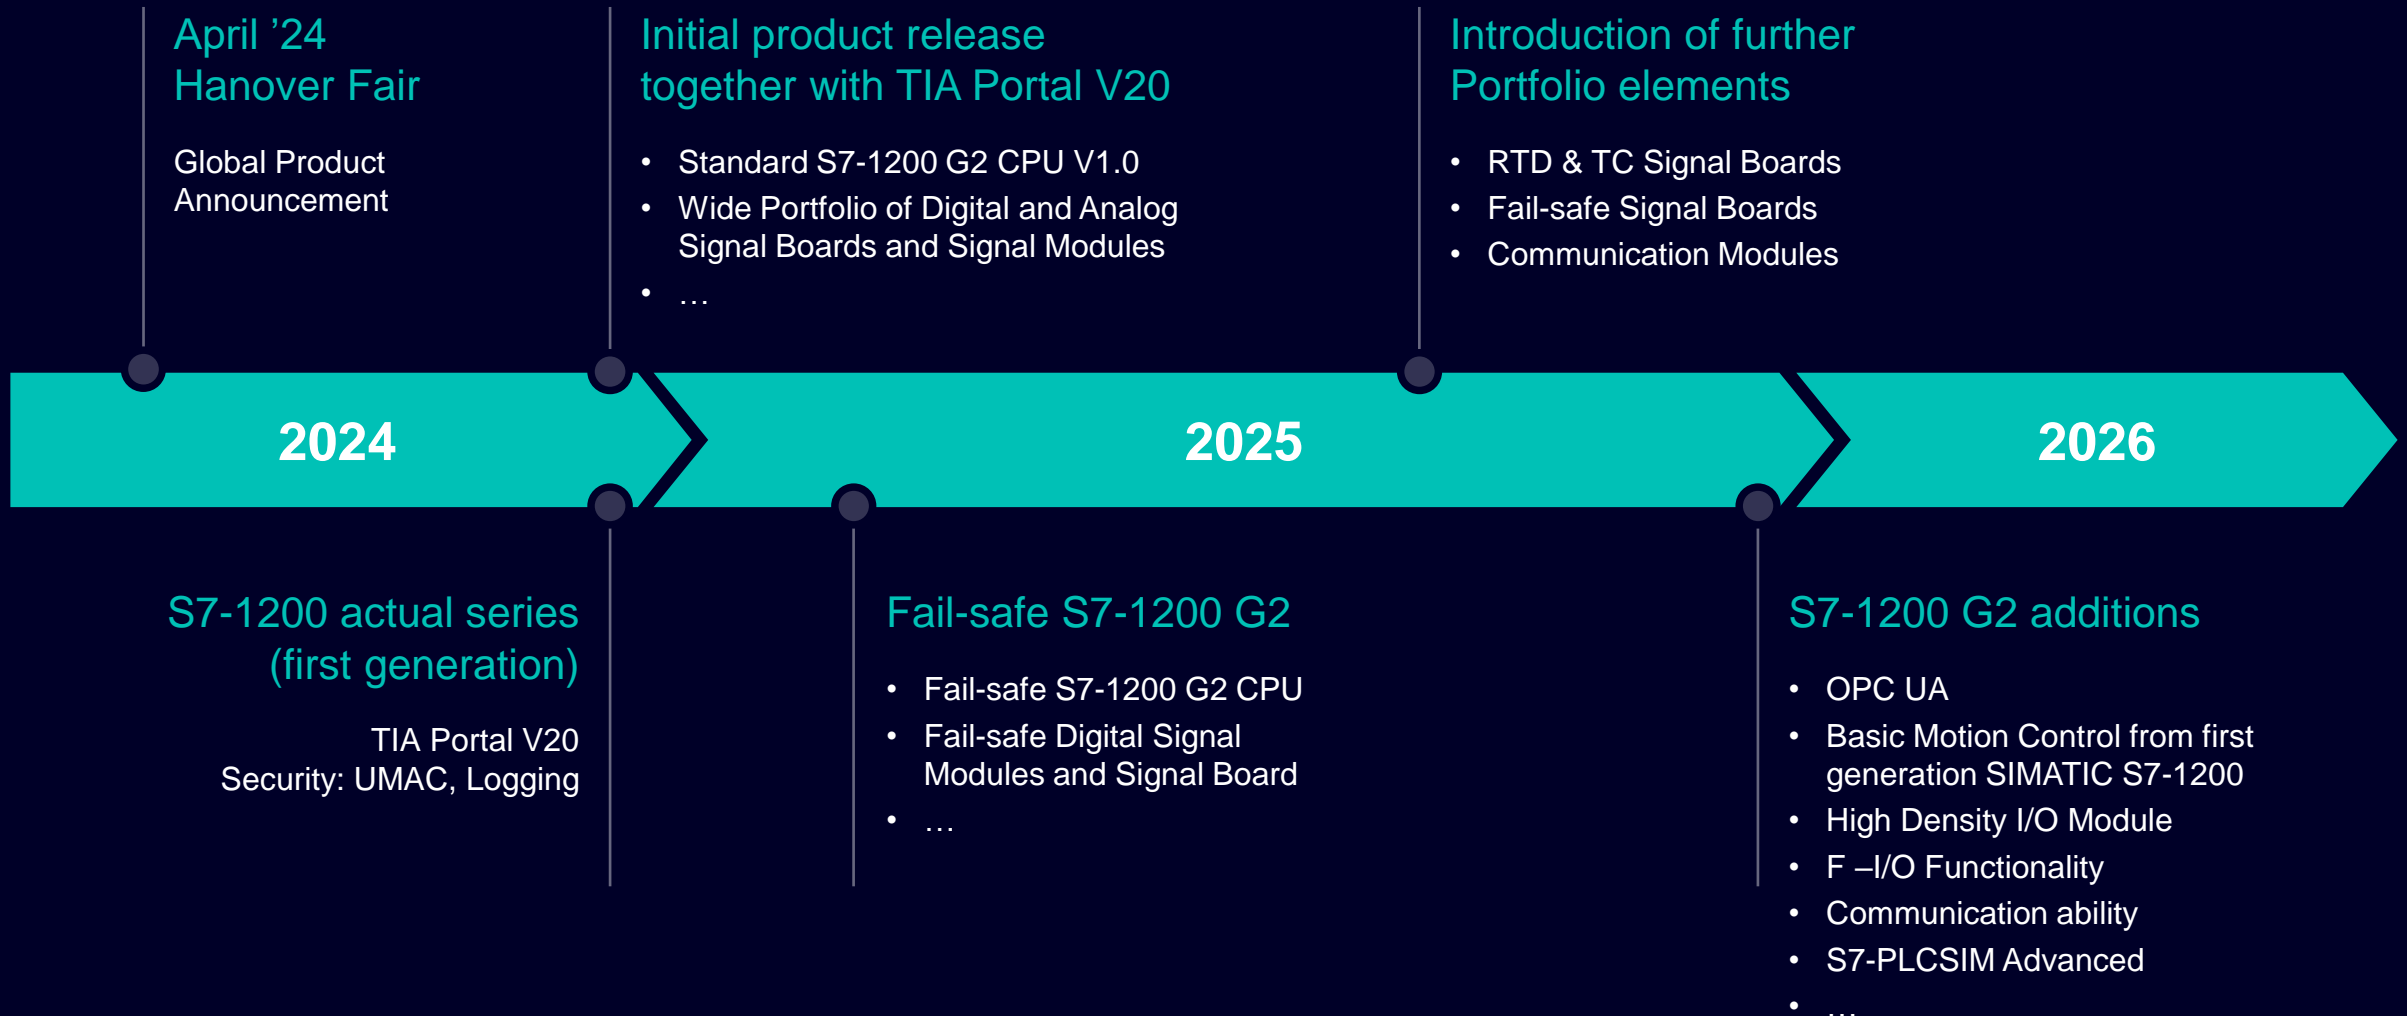 April ’24
Hanover Fair
Global Product
Announcement
Initial product release
together with TIA Portal V20
• Standard S7-1200 G2 CPU V1.0
• Wide Portfolio of Digital and Analog
Signal Boards and Signal Modules
• …
Introduction of further
Portfolio elements
• RTD & TC Signal Boards
• Fail-safe Signal Boards
• Communication Modules
2024
2025
2026
S7-1200 actual series
(first generation)
TIA Portal V20
Security: UMAC, Logging
Fail-safe S7-1200 G2
• Fail-safe S7-1200 G2 CPU
• Fail-safe Digital Signal
Modules and Signal Board
• …
S7-1200 G2 additions
• OPC UA
• Basic Motion Control from first
generation SIMATIC S7-1200
• High Density I/O Module
• F –I/O Functionality
• Communication ability
• S7-PLCSIM Advanced
• …